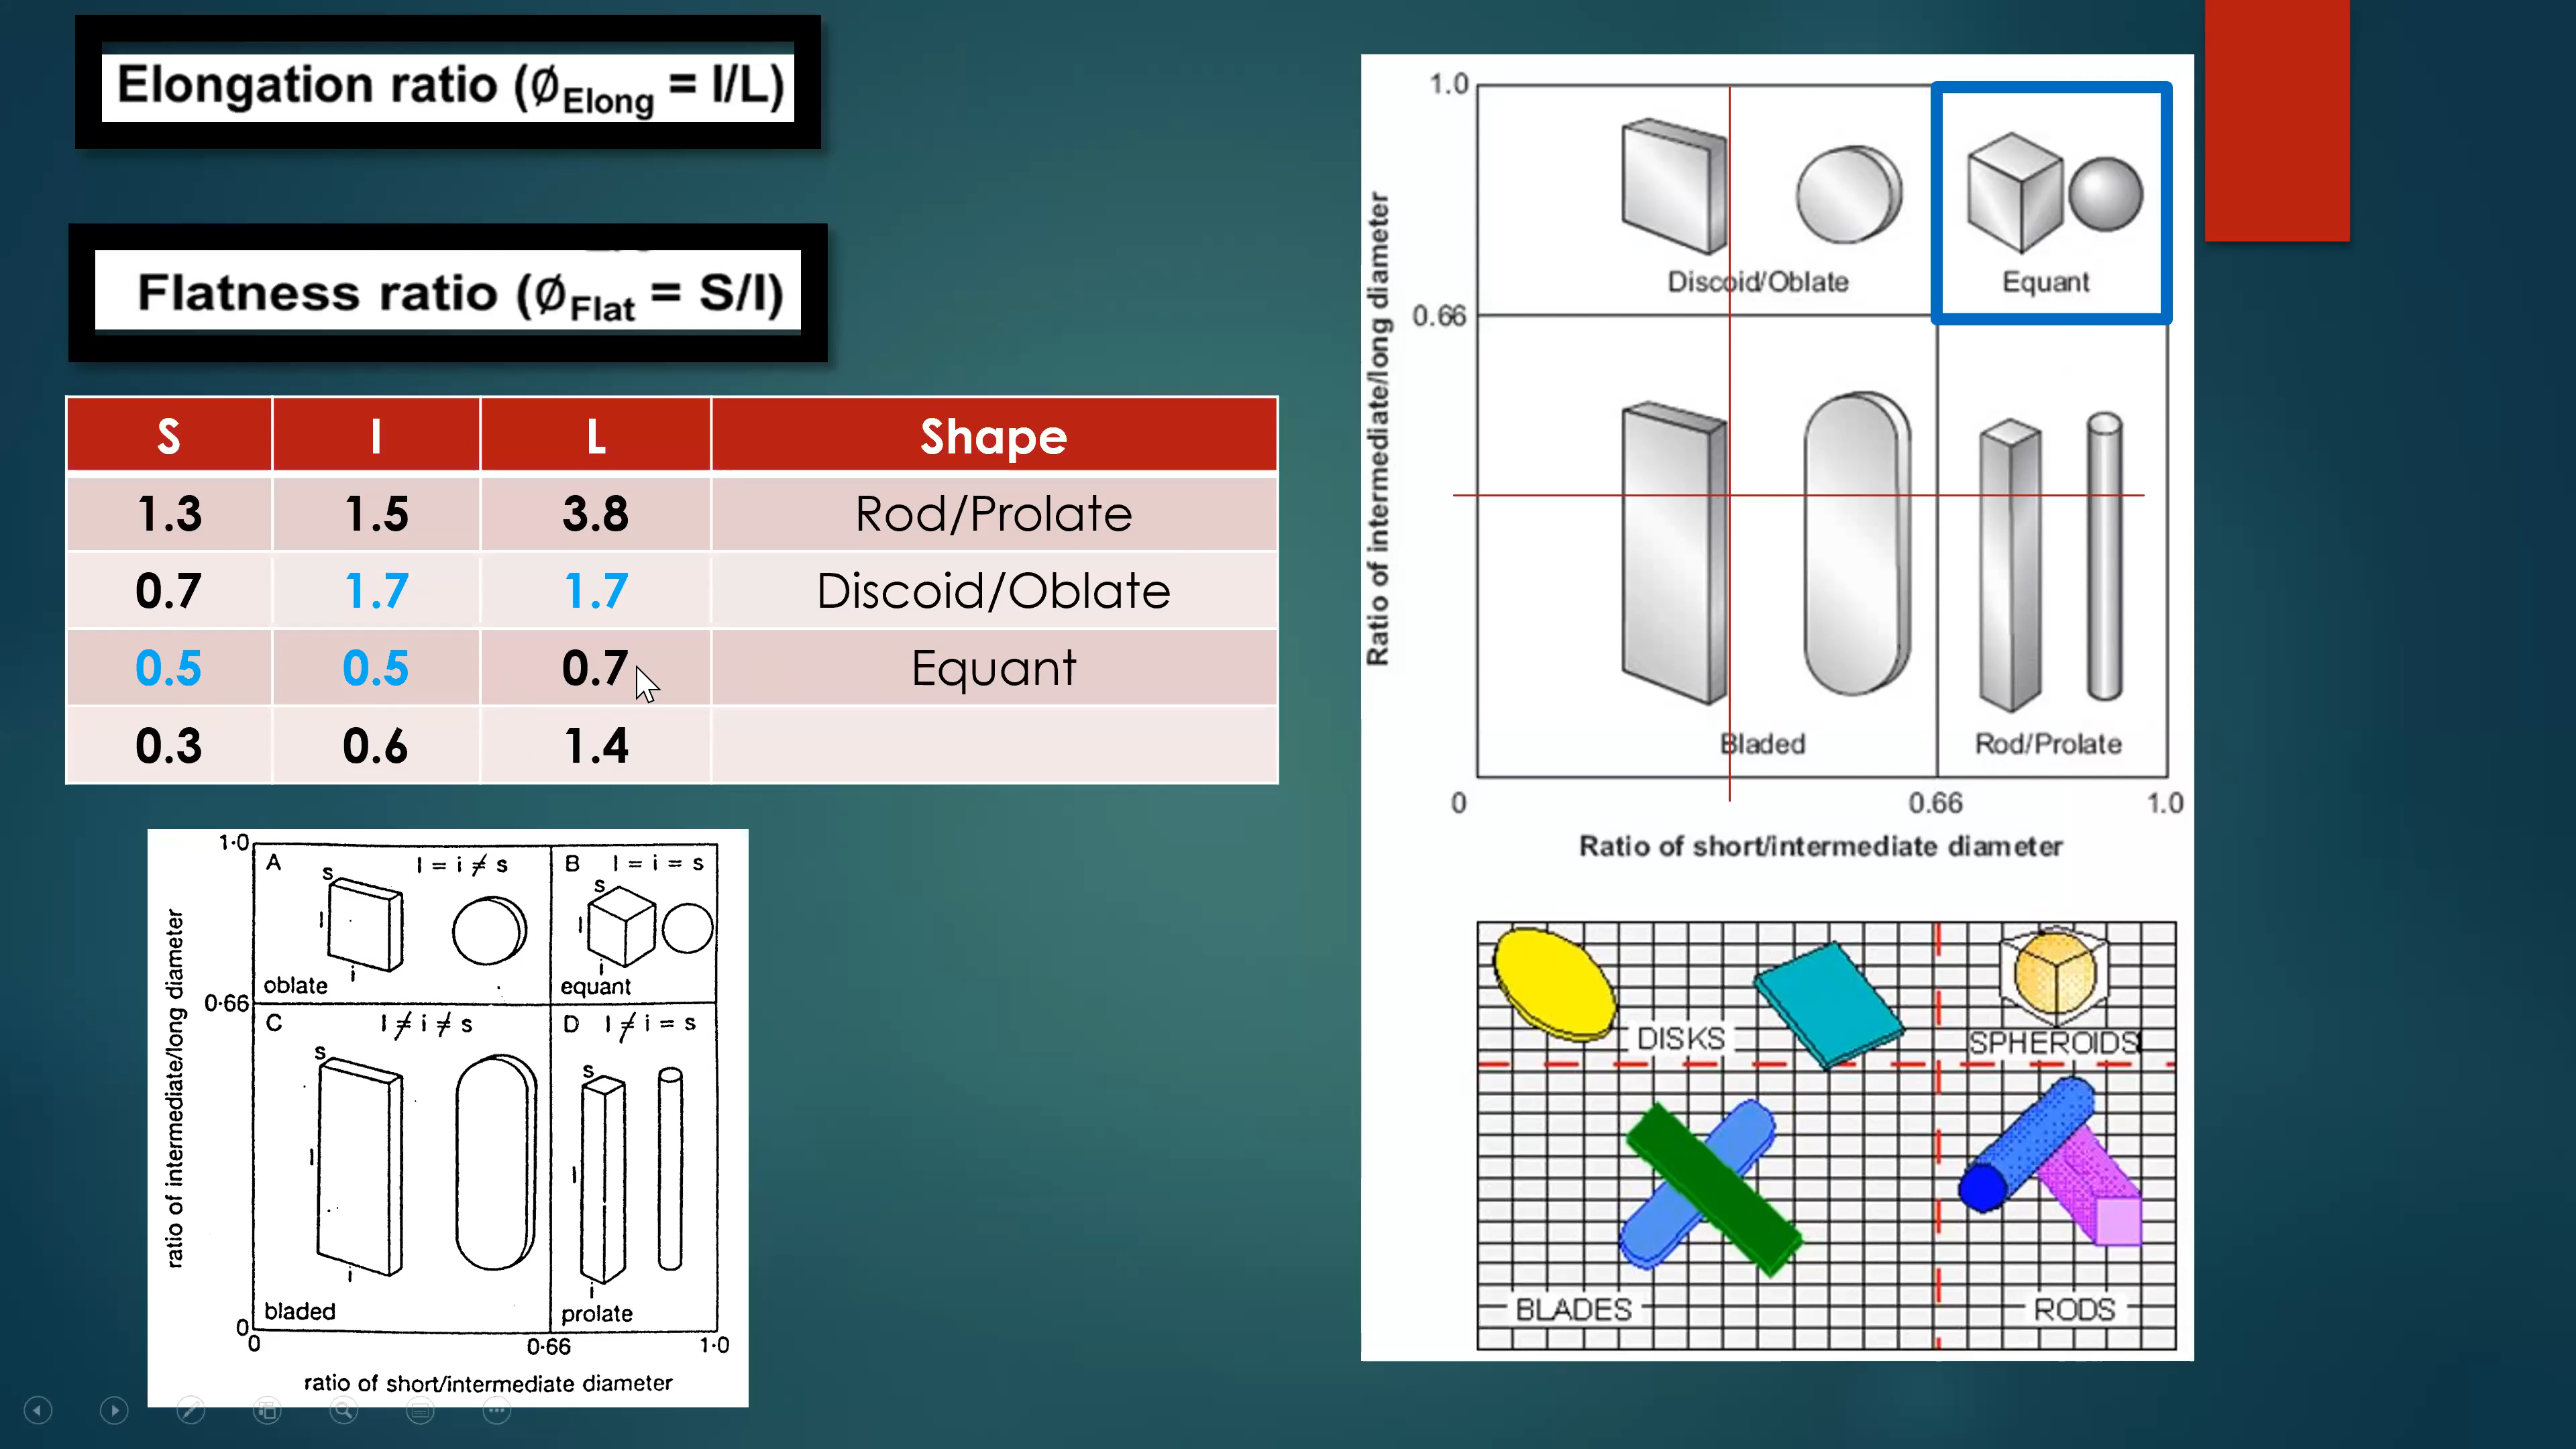 Elongation ratio (∅Elong = I/L)
Flatness ratio (∅Flat = S/I)
S I L Shape
1.3 1.5 3.8 Rod/Prolate
0.7 1.7 1.7 Discoid/Oblate
0.5 0.5 0.7 Equant
0.3 0.6 1.4
1.0
A l = i ≠ s
s
l
i
oblate
B l = i = s
s
l
i
equant
0.66
C l ≠ i ≠ s
s
l
i
bladed
D l ≠ i = s
s
l
i
prolate
0
0 0.66 1.0
ratio of intermediate/long diameter
ratio of short/intermediate diameter
1.0
Discoid/Oblate
Equant
0.66
Ratio of intermediate/long diameter
Bladed
Rod/Prolate
0 0.66 1.0
Ratio of short/intermediate diameter
DISKS
SPHEROIDS
BLADES
RODS